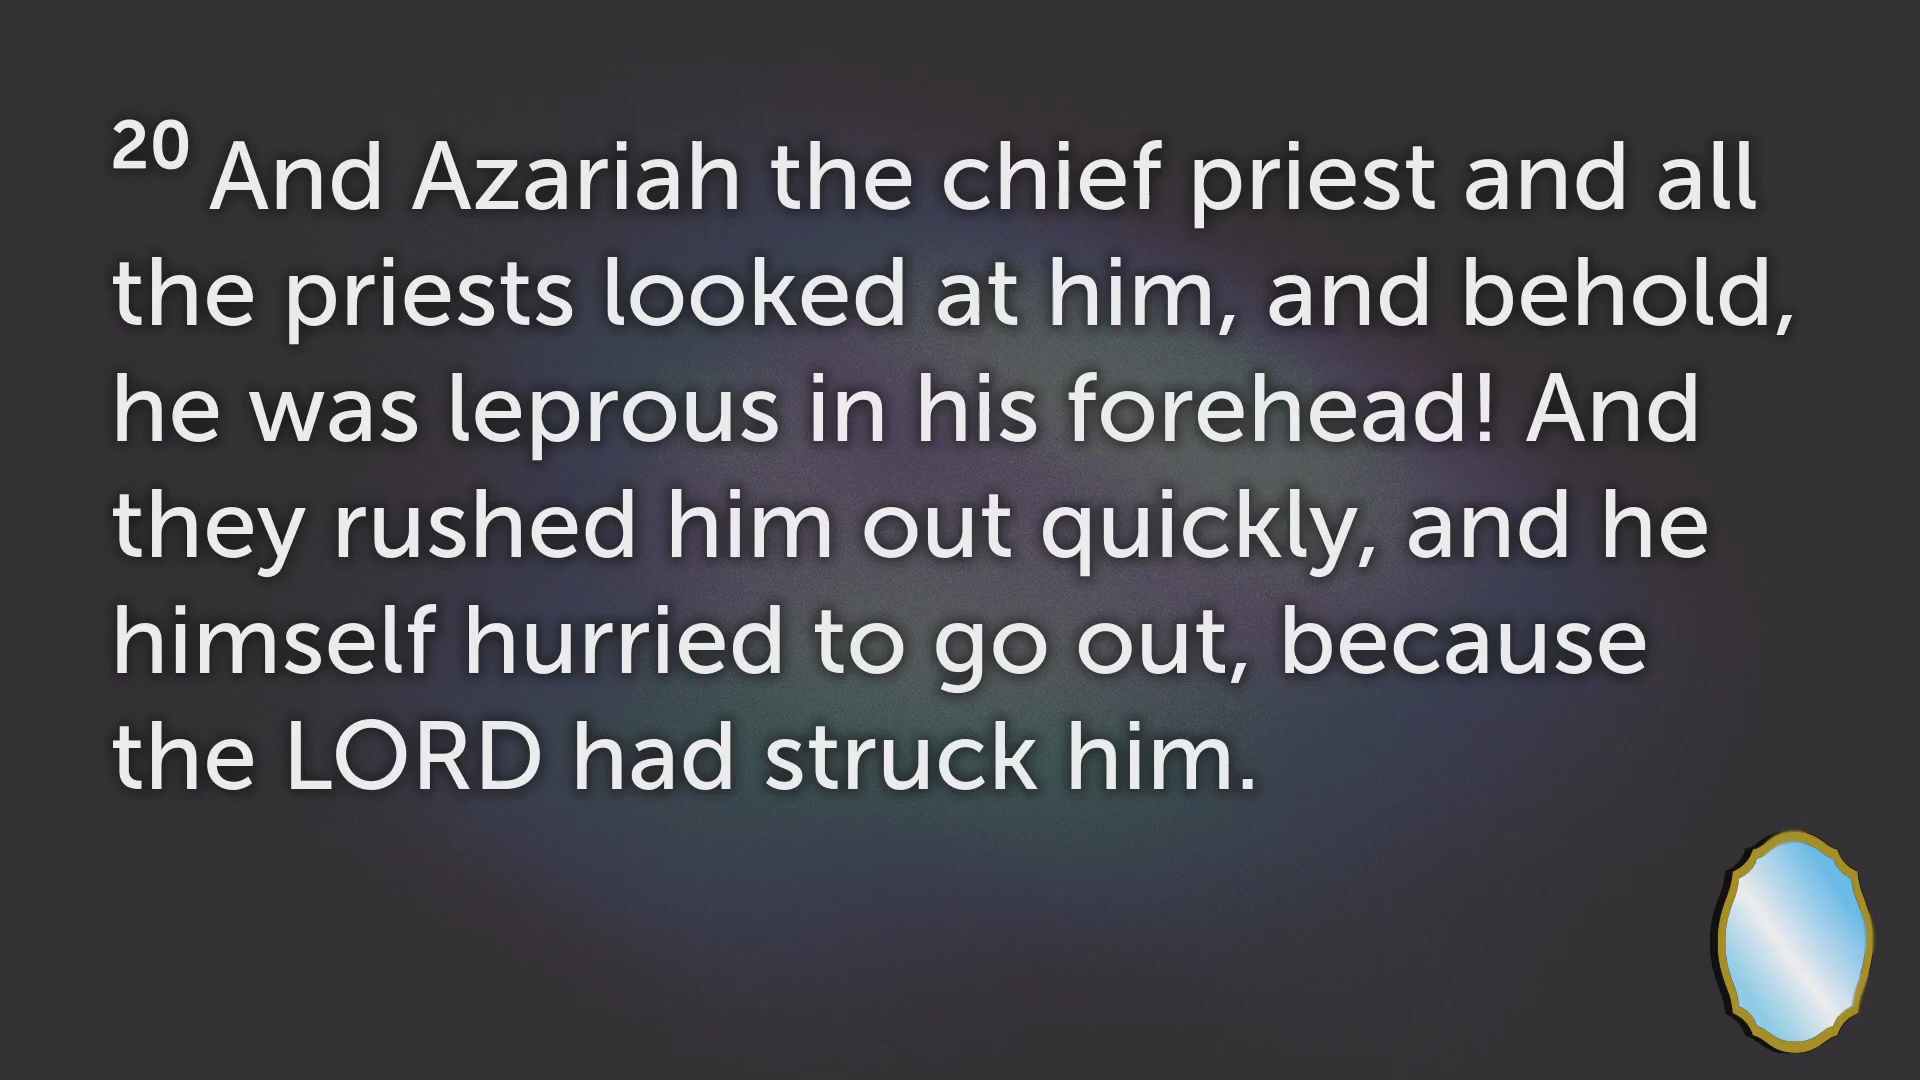 20 And Azariah the chief priest and all
the priests looked at him, and behold,
he was leprous in his forehead! And
they rushed him out quickly, and he
himself hurried to go out, because
the LORD had struck him.